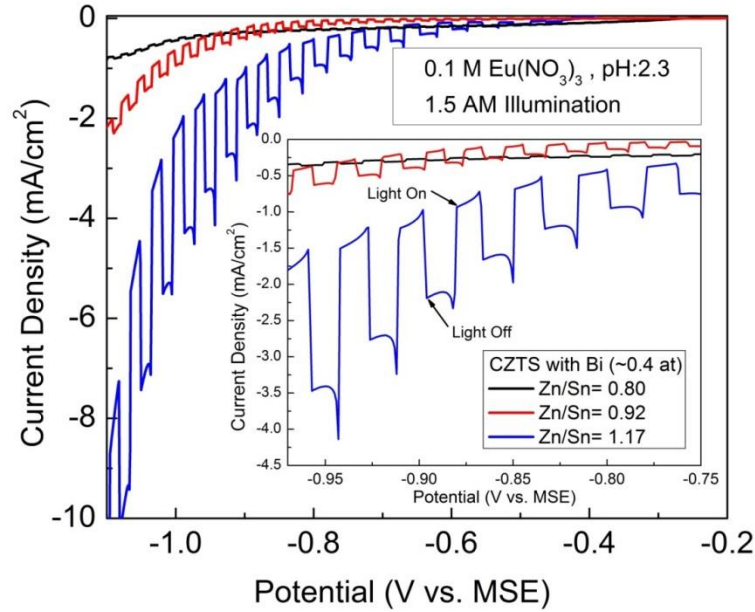 0
-2
-4
-6
-8
-10
Current Density (mA/cm²)
-1.0
-0.8
-0.6
-0.4
-0.2
Potential (V vs. MSE)
0.1 M Eu(NO₃)₃ , pH:2.3
1.5 AM Illumination
0.0
-0.5
-1.0
-1.5
-2.0
-2.5
-3.0
-3.5
-4.0
-4.5
Current Density (mA/cm²)
Light On
Light Off
CZTS with Bi (~0.4 at)
Zn/Sn= 0.80
Zn/Sn= 0.92
Zn/Sn= 1.17
-0.95
-0.90
-0.85
-0.80
-0.75
Potential (V vs. MSE)